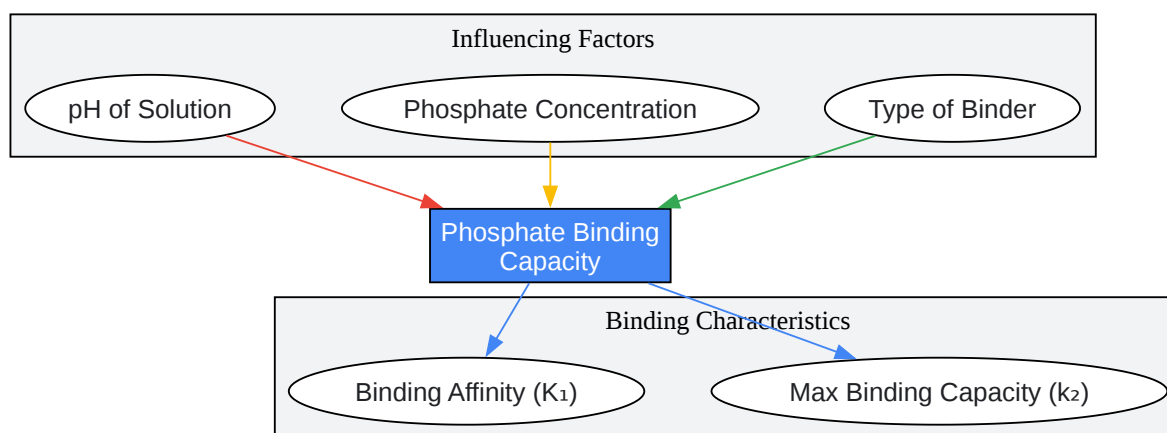 Influencing Factors
pH of Solution
Phosphate Concentration
Type of Binder
Phosphate Binding
Capacity
Binding Characteristics
Binding Affinity (K₁)
Max Binding Capacity (k₂)